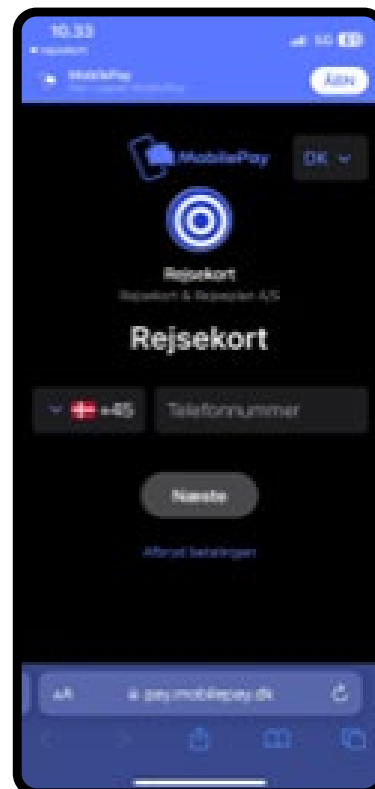 10.33
5G
MobilePay
ÅBN
MobilePay
DK
Rejsekort
Rejsekort & Rejseplan A/S
Rejsekort
+45
Telefonnummer
Næste
Afbryd betalingen
AA
pay.mobilepay.dk